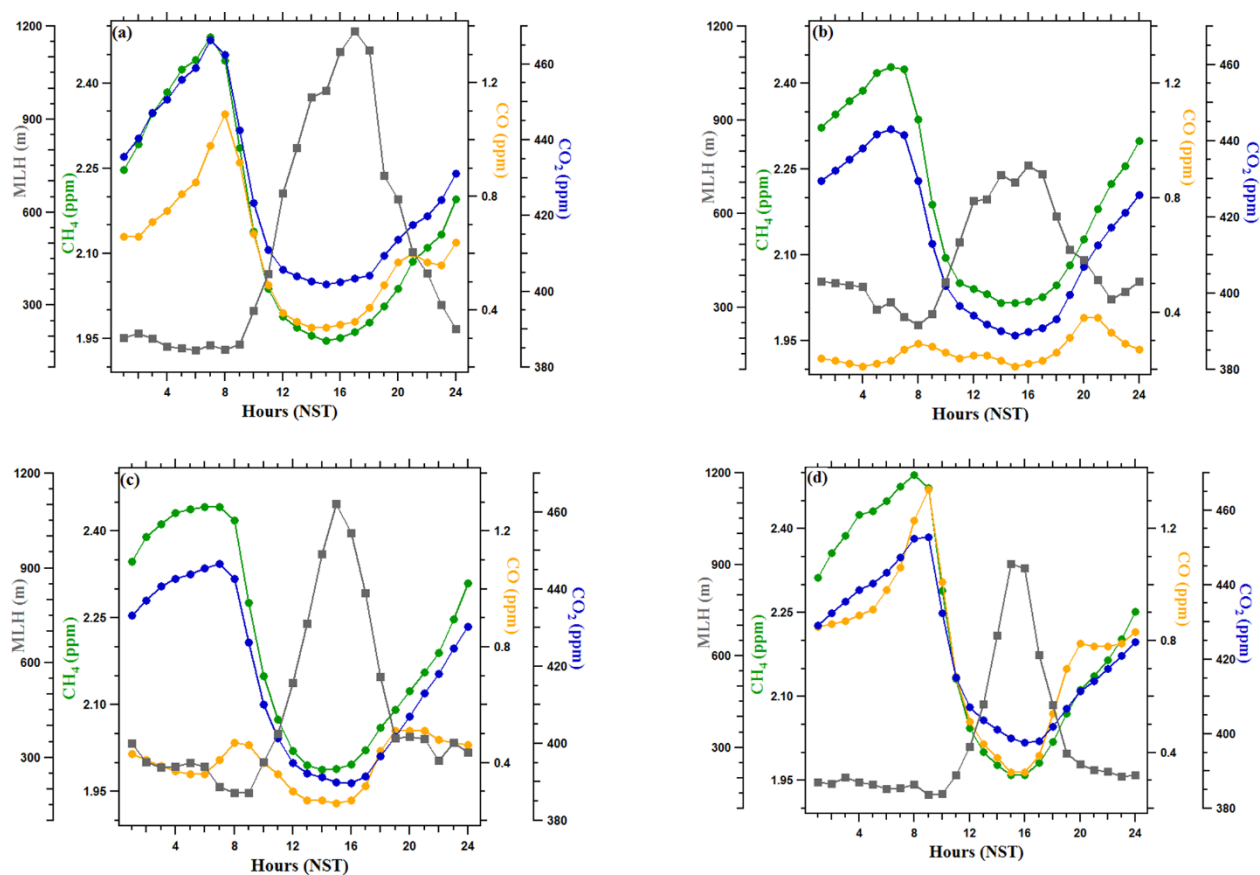 (a)
1200
900
600
300
MLH (m)
2.40
2.25
2.10
1.95
CH4 (ppm)
1.2
0.8
0.4
CO (ppm)
460
440
420
400
380
CO2 (ppm)
4 8 12 16 20 24
Hours (NST)
(b)
1200
900
600
300
MLH (m)
2.40
2.25
2.10
1.95
CH4 (ppm)
1.2
0.8
0.4
CO (ppm)
460
440
420
400
380
CO2 (ppm)
4 8 12 16 20 24
Hours (NST)
(c)
1200
900
600
300
MLH (m)
2.40
2.25
2.10
1.95
CH4 (ppm)
1.2
0.8
0.4
CO (ppm)
460
440
420
400
380
CO2 (ppm)
4 8 12 16 20 24
Hours (NST)
(d)
1200
900
600
300
MLH (m)
2.40
2.25
2.10
1.95
CH4 (ppm)
1.2
0.8
0.4
CO (ppm)
460
440
420
400
380
CO2 (ppm)
4 8 12 16 20 24
Hours (NST)